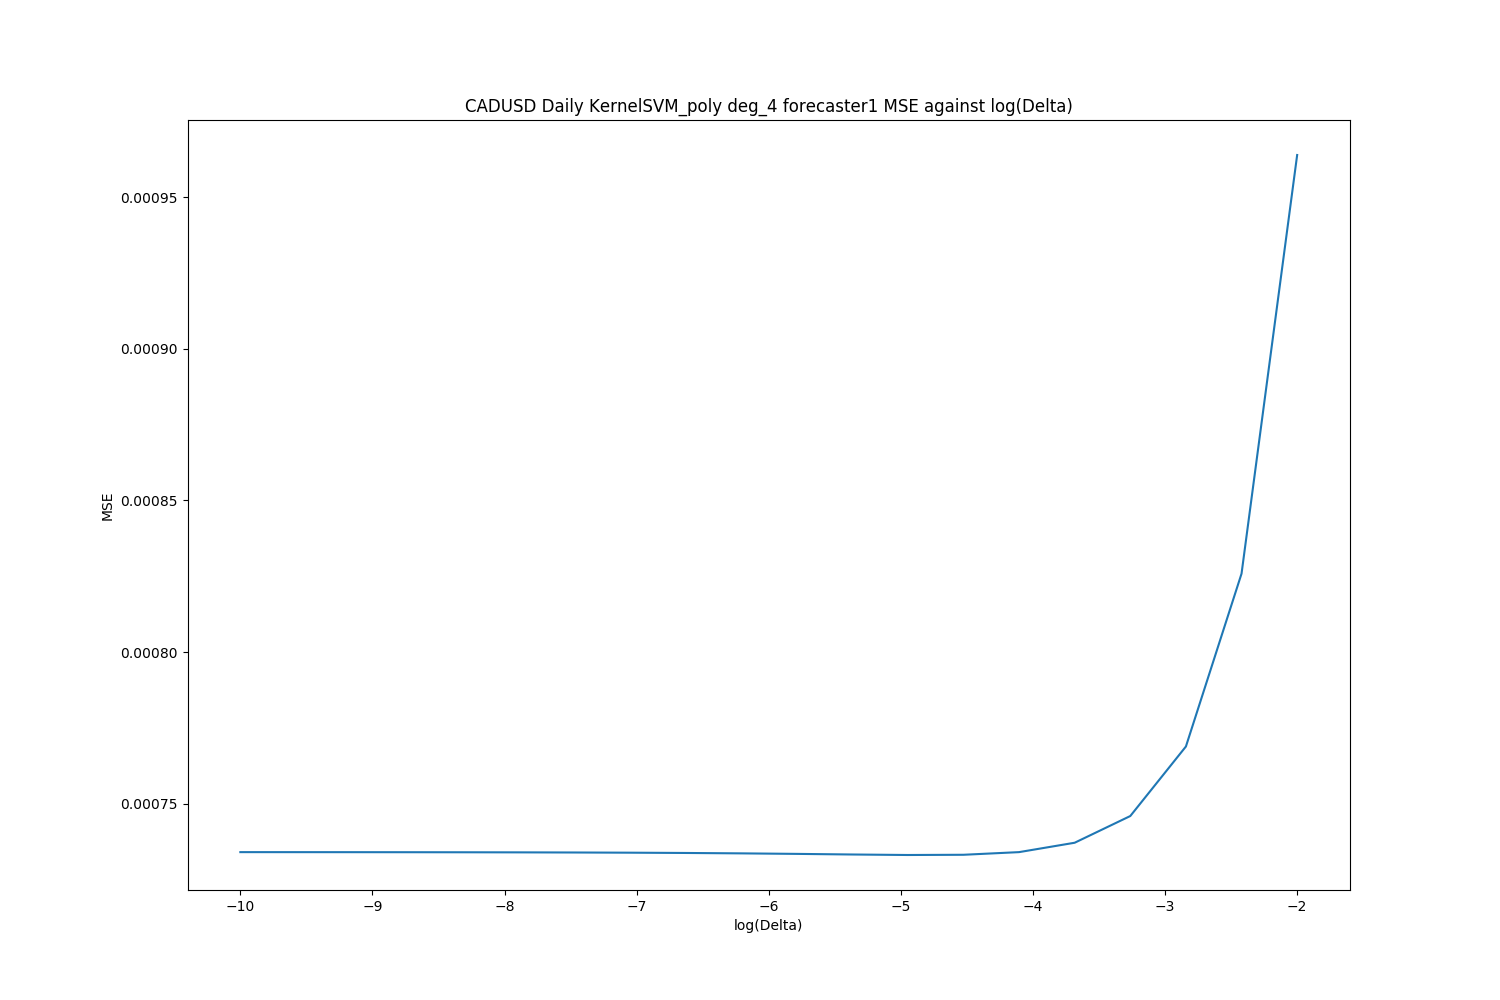 CADUSD Daily KernelSVM_poly deg_4 forecaster1 MSE against log(Delta)
0.00095
0.00090
0.00085
MSE
0.00080
0.00075
−10 −9 −8 −7 −6 −5 −4 −3 −2
log(Delta)